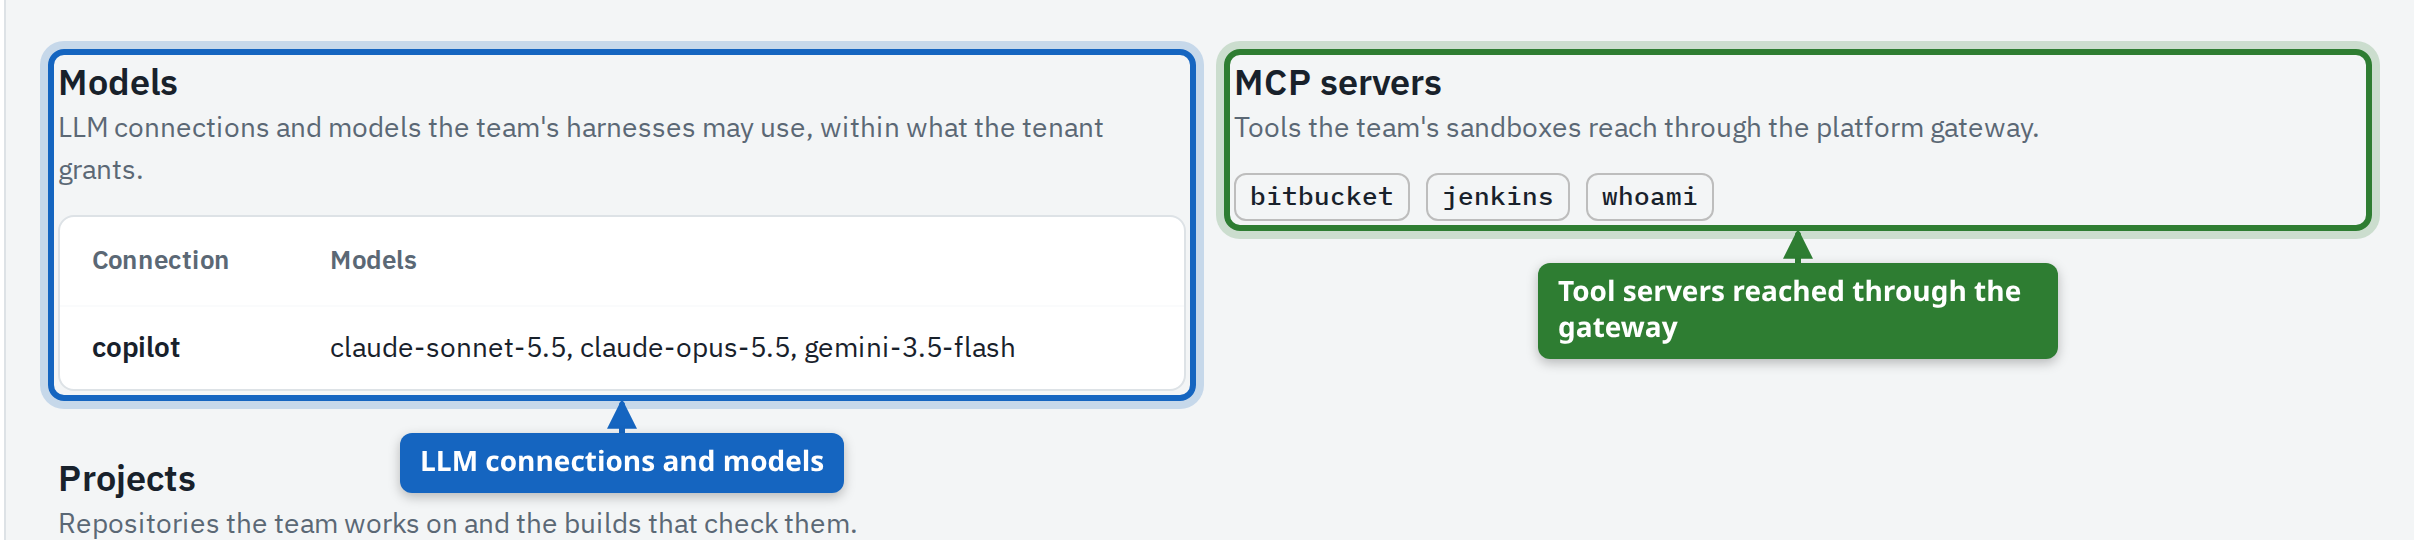 Models
LLM connections and models the team's harnesses may use, within what the tenant
grants.
Connection Models
copilot claude-sonnet-5.5, claude-opus-5.5, gemini-3.5-flash
LLM connections and models
MCP servers
Tools the team's sandboxes reach through the platform gateway.
bitbucket jenkins whoami
Tool servers reached through the
gateway
Projects
Repositories the team works on and the builds that check them.